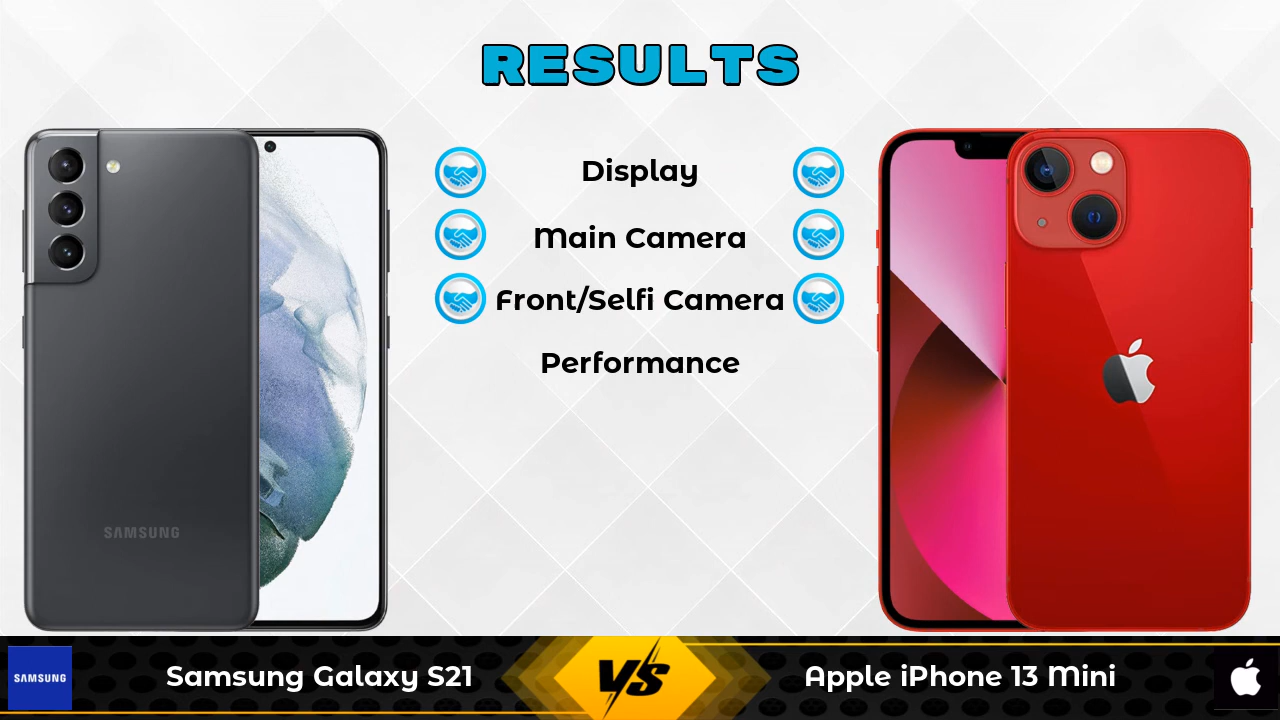 RESULTS
Display
Main Camera
Front/Selfi Camera
Performance
SAMSUNG
SAMSUNG
Samsung Galaxy S21
VS
Apple iPhone 13 Mini